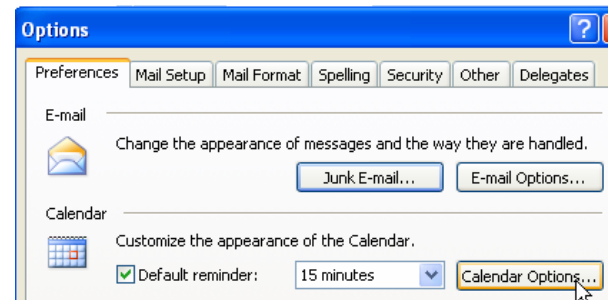 Options
Preferences Mail Setup Mail Format Spelling Security Other Delegates
E-mail
Change the appearance of messages and the way they are handled.
Junk E-mail... E-mail Options...
Calendar
Customize the appearance of the Calendar.
Default reminder: 15 minutes Calendar Options...